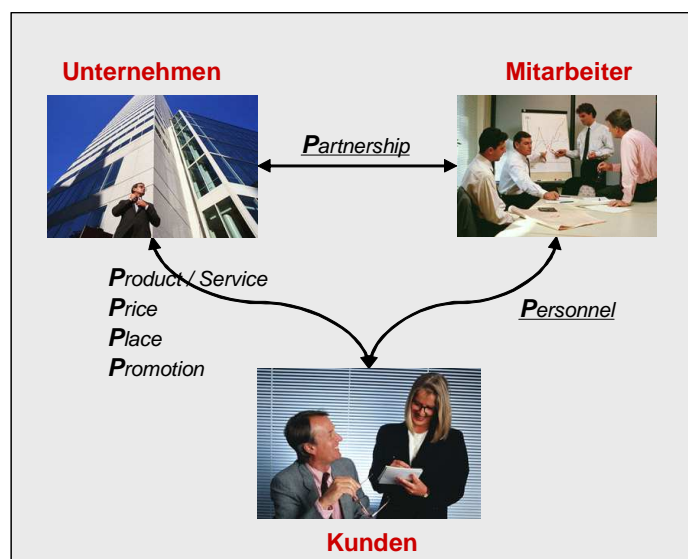 Unternehmen
Mitarbeiter
Partnership
Product / Service
Price
Place
Promotion
Personnel
Kunden